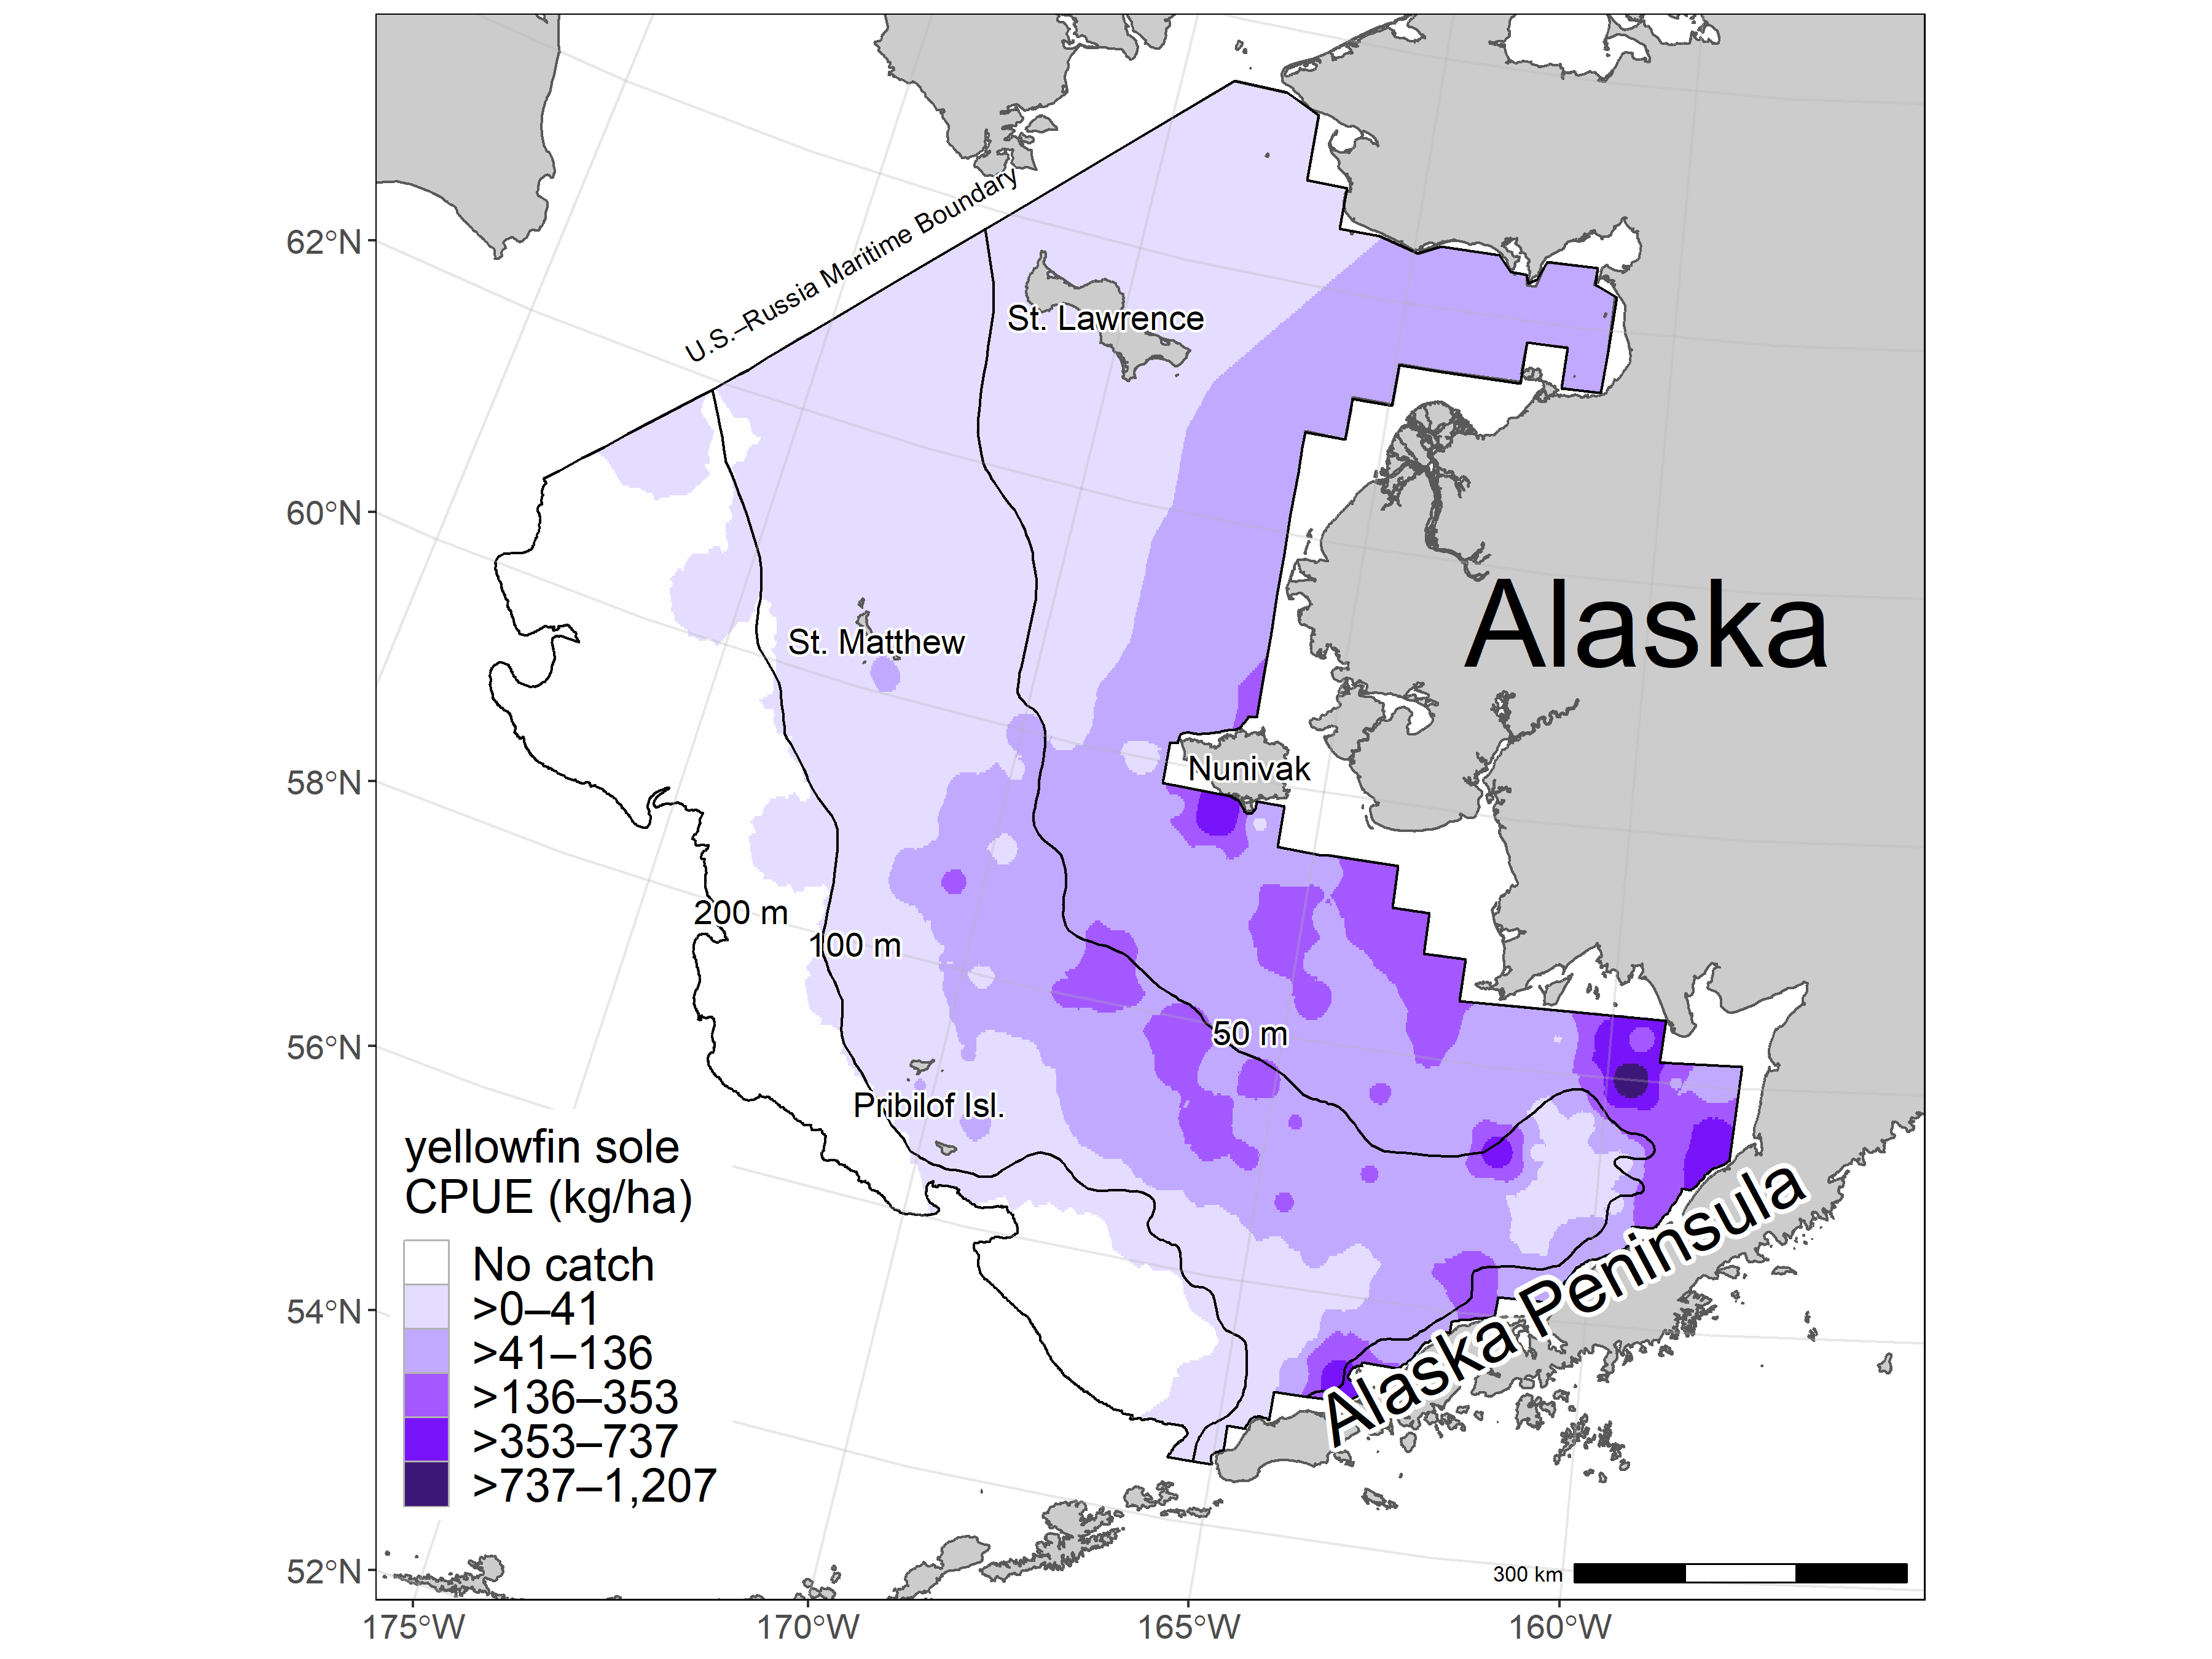 62°N
60°N
58°N
56°N
54°N
52°N
175°W
170°W
165°W
160°W
U.S.–Russia Maritime Boundary
St. Lawrence
Alaska
St. Matthew
Nunivak
200 m
100 m
50 m
Pribilof Isl.
Alaska Peninsula
yellowfin sole
CPUE (kg/ha)
No catch
>0–41
>41–136
>136–353
>353–737
>737–1,207
300 km